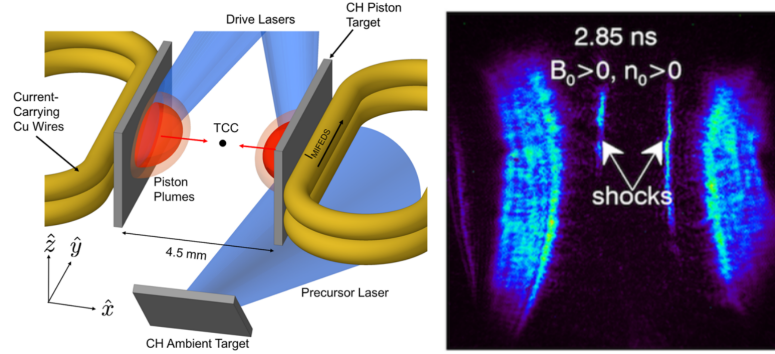 Drive Lasers
CH Piston
Target
Current-
Carrying
Cu Wires
TCC
I_MIFEDS
Piston
Plumes
4.5 mm
ẑ
ŷ
x̂
Precursor Laser
CH Ambient Target
2.85 ns
B₀>0, n₀>0
shocks